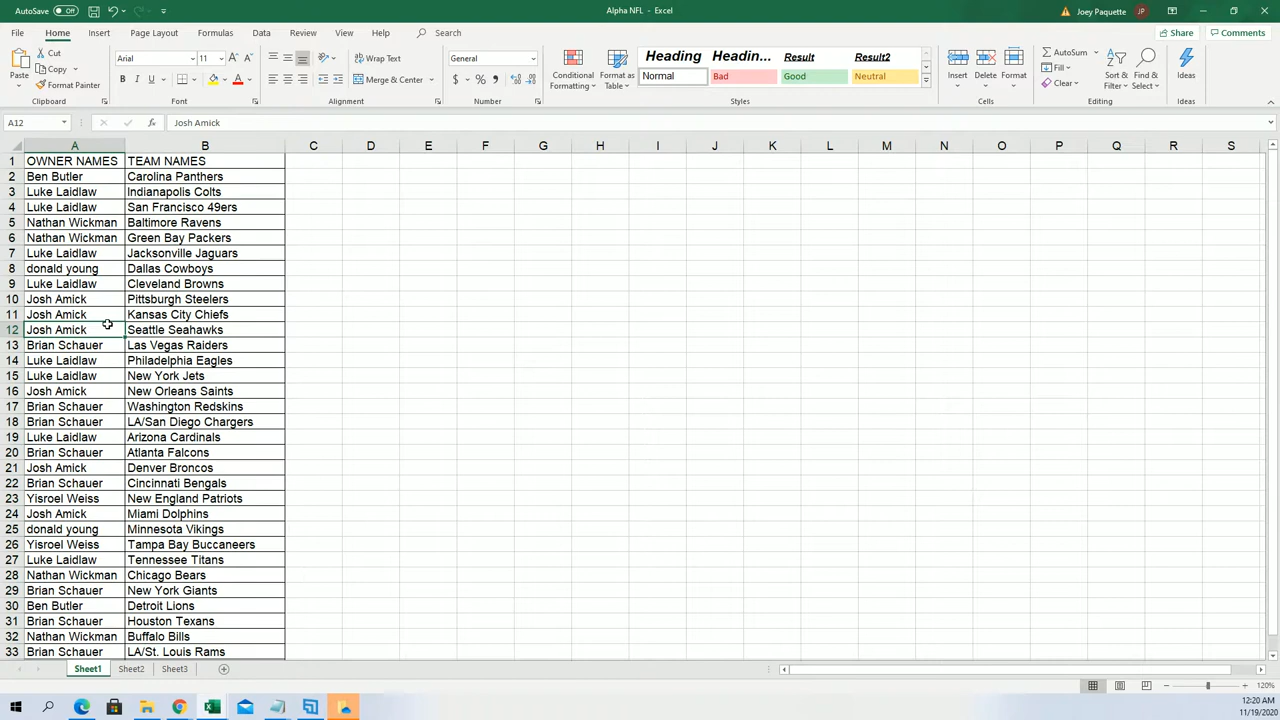 AutoSave Off
Alpha NFL - Excel
Joey Paquette JP
File Home Insert Page Layout Formulas Data Review View Help Search
Share Comments
Paste
Cut
Copy
Format Painter
Clipboard
Arial 11
B I U
Font
Wrap Text
Merge & Center
Alignment
General
$ % ,
Number
Conditional Formatting
Format as Table
Heading Headin... Result Result2
Normal Bad Good Neutral
Styles
Insert Delete Format
Cells
AutoSum
Fill
Clear
Sort & Filter
Find & Select
Editing
Ideas
Ideas
A12 fx Josh Amick
A B C D E F G H I J K L M N O P Q R S
1 OWNER NAMES TEAM NAMES
2 Ben Butler Carolina Panthers
3 Luke Laidlaw Indianapolis Colts
4 Luke Laidlaw San Francisco 49ers
5 Nathan Wickman Baltimore Ravens
6 Nathan Wickman Green Bay Packers
7 Luke Laidlaw Jacksonville Jaguars
8 donald young Dallas Cowboys
9 Luke Laidlaw Cleveland Browns
10 Josh Amick Pittsburgh Steelers
11 Josh Amick Kansas City Chiefs
12 Josh Amick Seattle Seahawks
13 Brian Schauer Las Vegas Raiders
14 Luke Laidlaw Philadelphia Eagles
15 Luke Laidlaw New York Jets
16 Josh Amick New Orleans Saints
17 Brian Schauer Washington Redskins
18 Brian Schauer LA/San Diego Chargers
19 Luke Laidlaw Arizona Cardinals
20 Brian Schauer Atlanta Falcons
21 Josh Amick Denver Broncos
22 Brian Schauer Cincinnati Bengals
23 Yisroel Weiss New England Patriots
24 Josh Amick Miami Dolphins
25 donald young Minnesota Vikings
26 Yisroel Weiss Tampa Bay Buccaneers
27 Luke Laidlaw Tennessee Titans
28 Nathan Wickman Chicago Bears
29 Brian Schauer New York Giants
30 Ben Butler Detroit Lions
31 Brian Schauer Houston Texans
32 Nathan Wickman Buffalo Bills
33 Brian Schauer LA/St. Louis Rams
Sheet1 Sheet2 Sheet3
120%
12:20 AM
11/19/2020